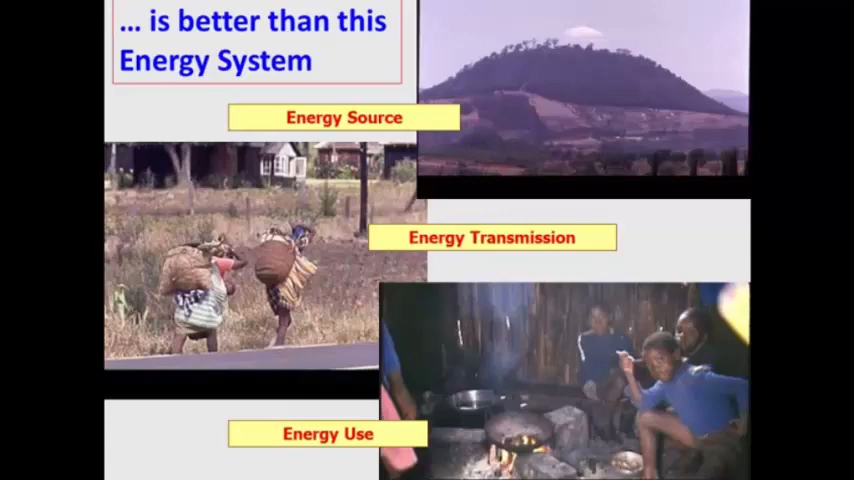 ... is better than this
Energy System
Energy Source
Energy Transmission
Energy Use